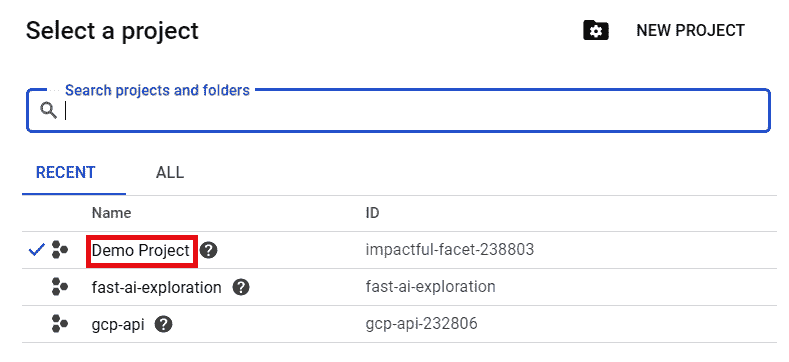 Select a project
NEW PROJECT
Search projects and folders
RECENT ALL
Name ID
Demo Project impactful-facet-238803
fast-ai-exploration fast-ai-exploration
gcp-api gcp-api-232806